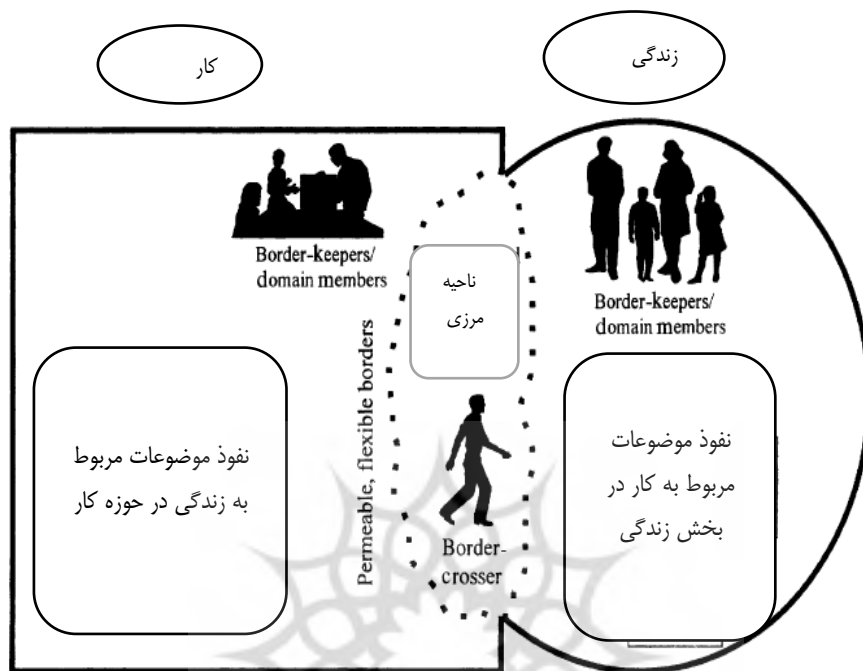 کار
زندگی
Border-keepers/
domain members
Border-keepers/
domain members
ناحیه
مرزی
Permeable, flexible borders
نفوذ موضوعات مربوط
به زندگی در حوزه کار
نفوذ موضوعات
مربوط به کار در
بخش زندگی
Border-
crosser